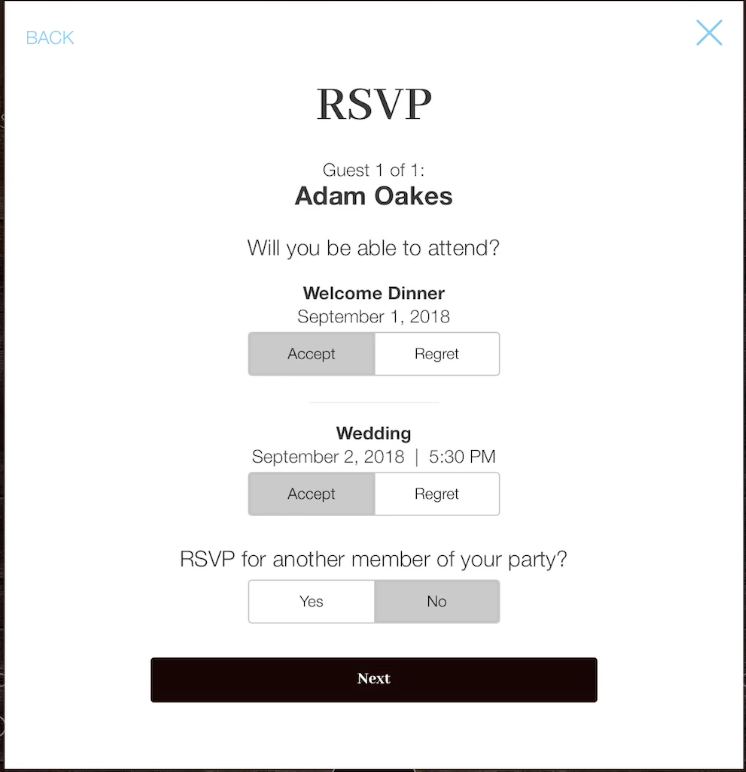 BACK
RSVP
Guest 1 of 1:
Adam Oakes
Will you be able to attend?
Welcome Dinner
September 1, 2018
Accept Regret
Wedding
September 2, 2018 | 5:30 PM
Accept Regret
RSVP for another member of your party?
Yes No
Next